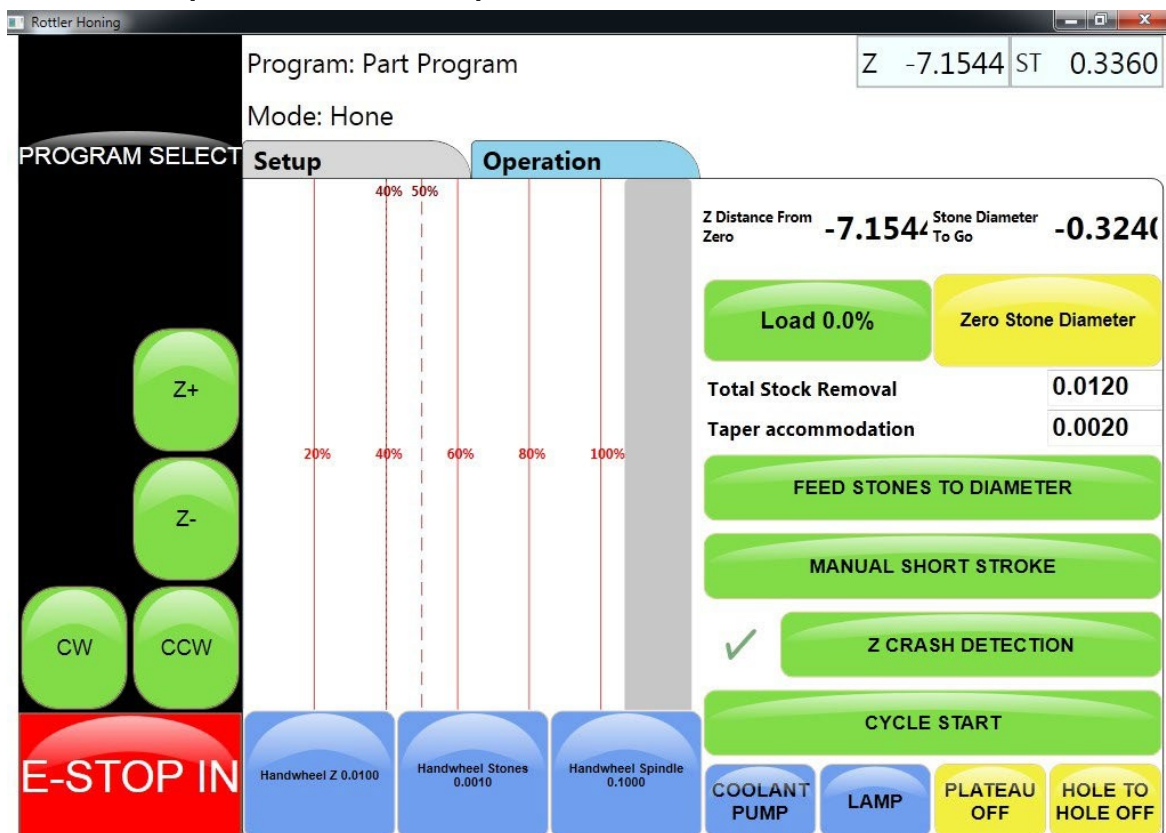 Rottler Honing
Program: Part Program
Z -7.1544 ST 0.3360
Mode: Hone
PROGRAM SELECT
Setup
Operation
40% 50%
Z Distance From
Zero
-7.1544
Stone Diameter
To Go
-0.3240
Load 0.0%
Zero Stone Diameter
Total Stock Removal 0.0120
Taper accommodation 0.0020
20% 40% 60% 80% 100%
Z+
Z-
CW
CCW
FEED STONES TO DIAMETER
MANUAL SHORT STROKE
Z CRASH DETECTION
CYCLE START
E-STOP IN
Handwheel Z 0.0100
Handwheel Stones
0.0010
Handwheel Spindle
0.1000
COOLANT
PUMP
LAMP
PLATEAU
OFF
HOLE TO
HOLE OFF